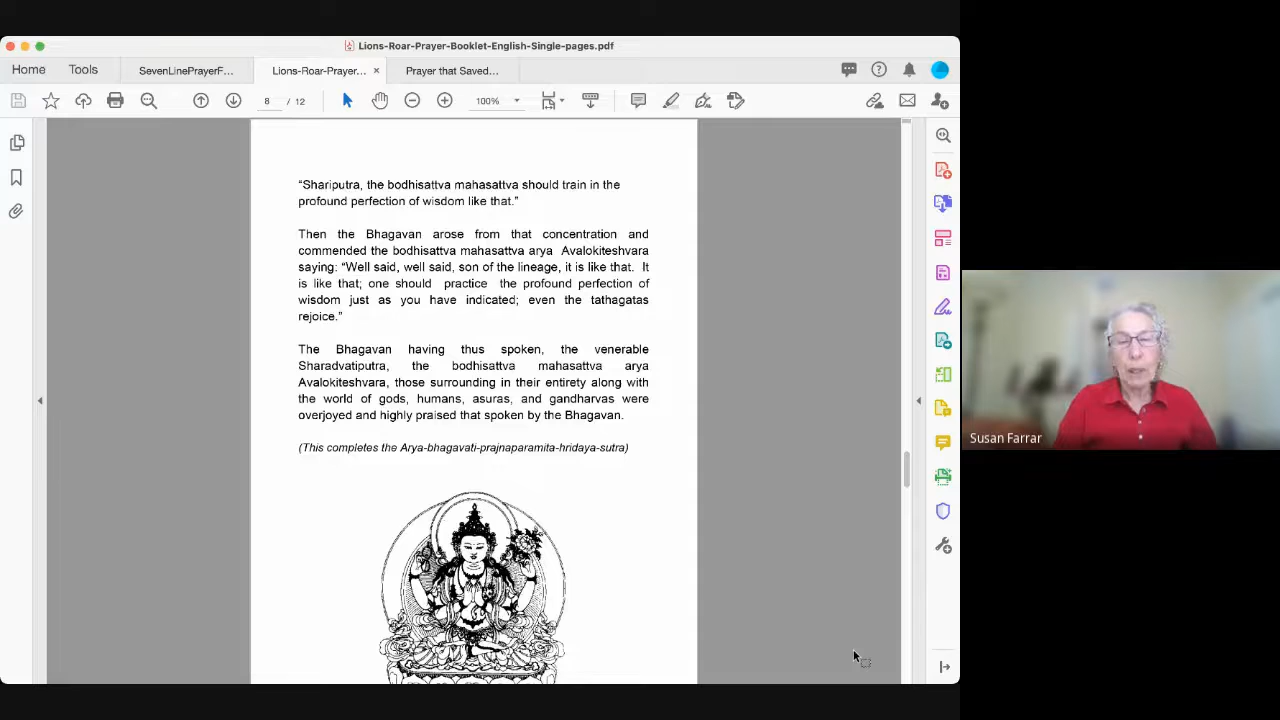 Lions-Roar-Prayer-Booklet-English-Single-pages.pdf
Home Tools SevenLinePrayerF... Lions-Roar-Prayer... × Prayer that Saved...
8 / 12 100%
“Shariputra, the bodhisattva mahasattva should train in the
profound perfection of wisdom like that.”
Then the Bhagavan arose from that concentration and
commended the bodhisattva mahasattva arya Avalokiteshvara
saying: “Well said, well said, son of the lineage, it is like that. It
is like that; one should practice the profound perfection of
wisdom just as you have indicated; even the tathagatas
rejoice.”
The Bhagavan having thus spoken, the venerable
Sharadvatiputra, the bodhisattva mahasattva arya
Avalokiteshvara, those surrounding in their entirety along with
the world of gods, humans, asuras, and gandharvas were
overjoyed and highly praised that spoken by the Bhagavan.
(This completes the Arya-bhagavati-prajnaparamita-hridaya-sutra)
Susan Farrar